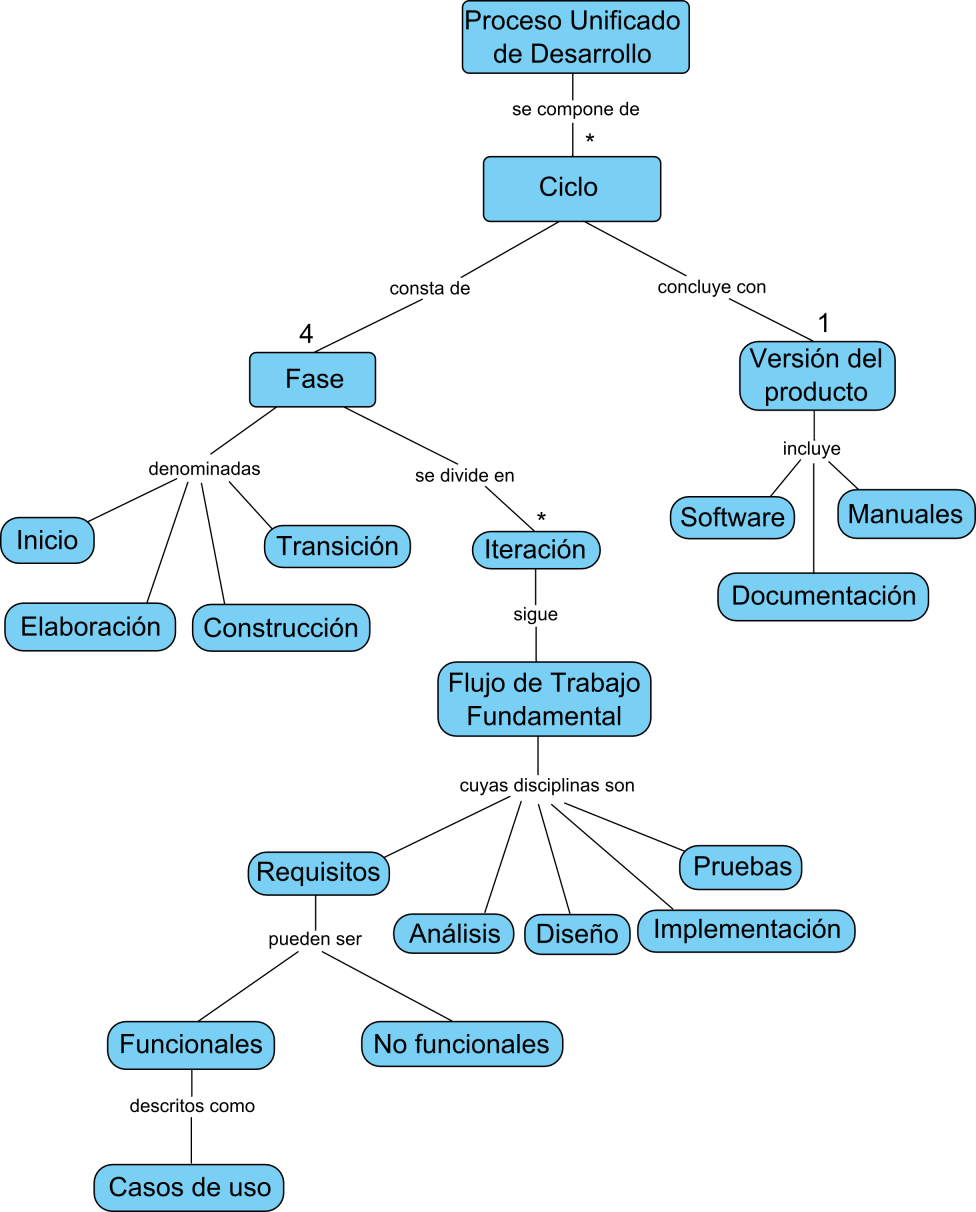 Proceso Unificado
de Desarrollo
se compone de
*
Ciclo
consta de
concluye con
4
1
Fase
Versión del
producto
denominadas
se divide en
incluye
*
Inicio
Transición
Iteración
Software
Manuales
Elaboración
Construcción
Documentación
sigue
Flujo de Trabajo
Fundamental
cuyas disciplinas son
Requisitos
Pruebas
Análisis
Diseño
Implementación
pueden ser
Funcionales
No funcionales
descritos como
Casos de uso